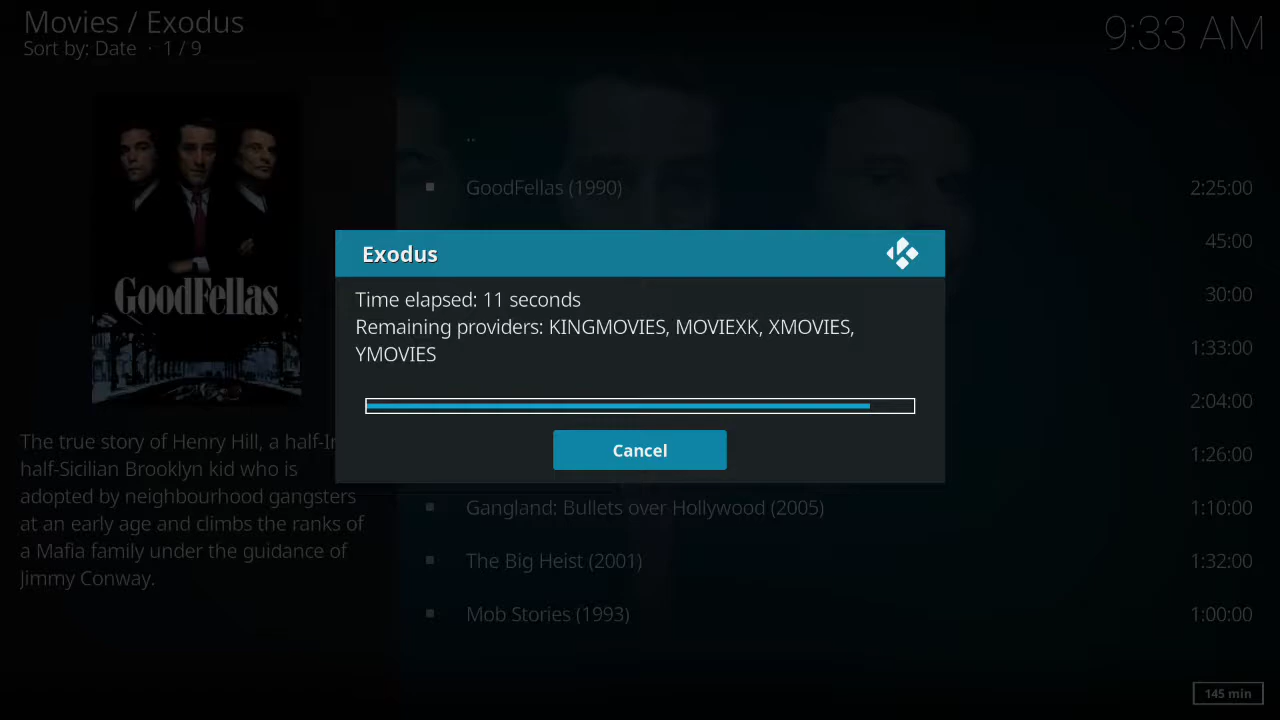 Movies / Exodus
Sort by: Date · 1 / 9
9:33 AM
..
GoodFellas (1990)
2:25:00
45:00
30:00
1:33:00
2:04:00
1:26:00
GoodFellas
Exodus
Time elapsed: 11 seconds
Remaining providers: KINGMOVIES, MOVIEXK, XMOVIES,
YMOVIES
Cancel
The true story of Henry Hill, a half-Ir
half-Sicilian Brooklyn kid who is
adopted by neighbourhood gangsters
at an early age and climbs the ranks of
a Mafia family under the guidance of
Jimmy Conway.
Gangland: Bullets over Hollywood (2005)
1:10:00
The Big Heist (2001)
1:32:00
Mob Stories (1993)
1:00:00
145 min